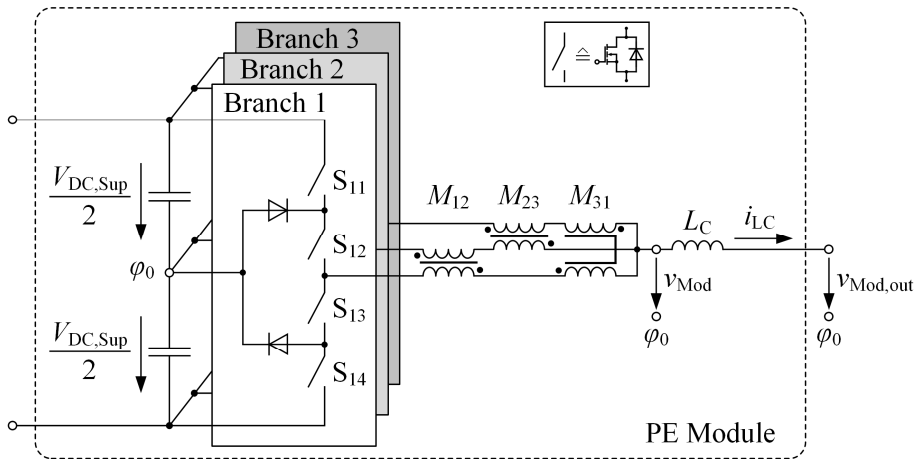 Branch 3
Branch 2
Branch 1
≙
V_DC,Sup
2
S_11
S_12
φ_0
M_12 M_23 M_31
L_C i_LC
v_Mod
v_Mod,out
φ_0 φ_0
V_DC,Sup
2
S_13
S_14
PE Module